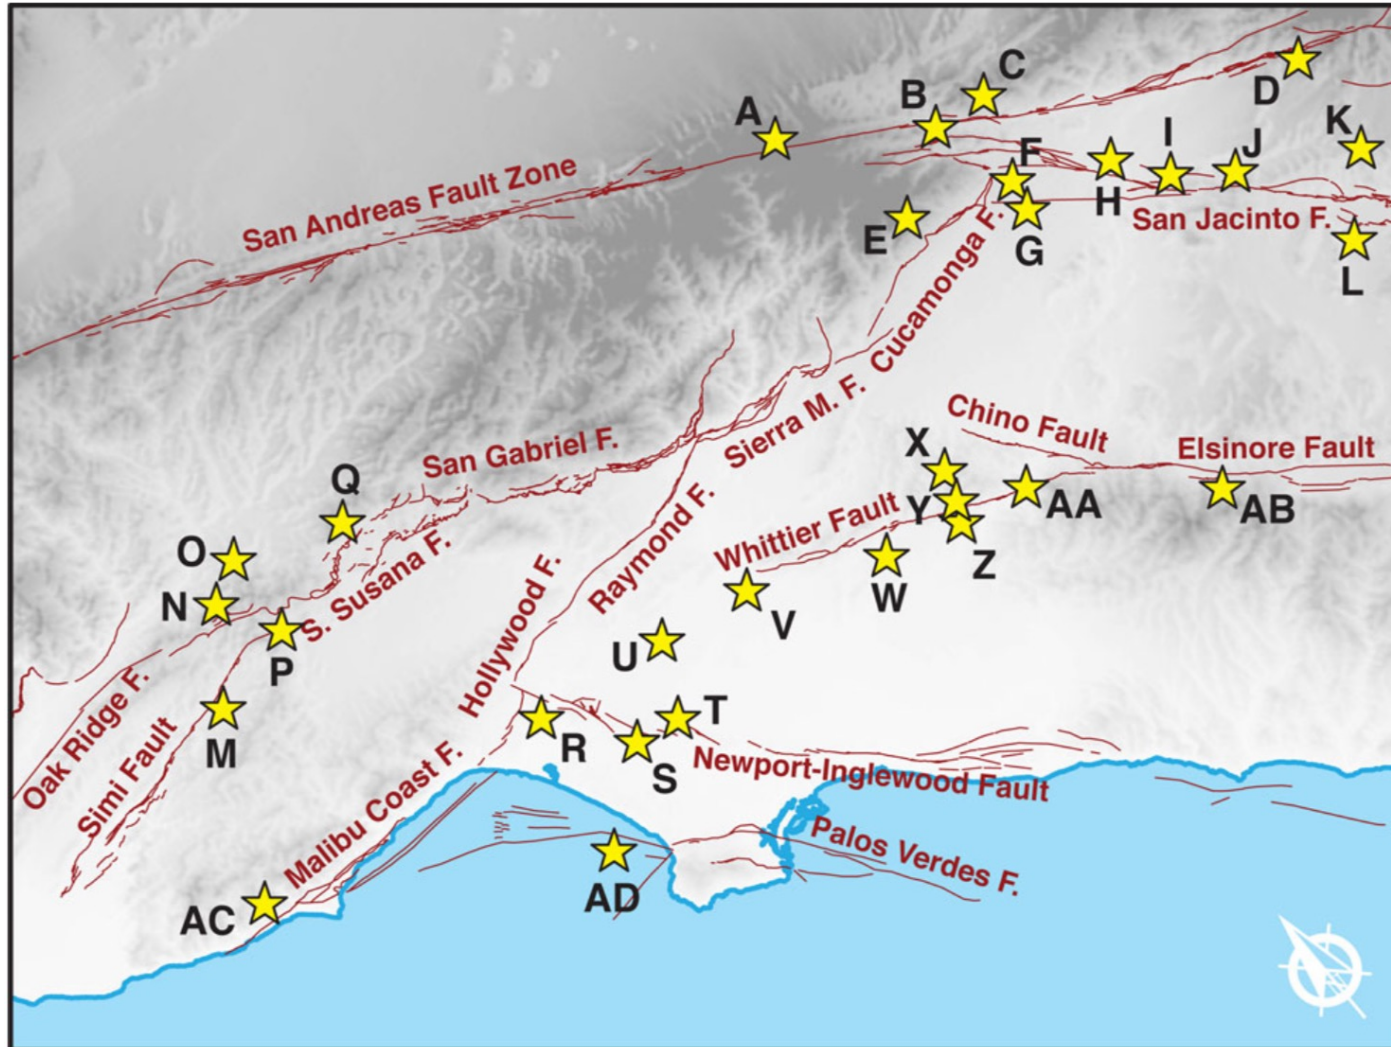 C
B
D
A
K
I
J
F
San Andreas Fault Zone
H
San Jacinto F.
E
G
L
Cucamonga F.
Sierra M. F.
Chino Fault
San Gabriel F.
X
Elsinore Fault
Q
Y
AA
AB
Whittier Fault
Raymond F.
O
S. Susana F.
Z
N
W
Hollywood F.
V
P
U
Oak Ridge F.
M
T
Simi Fault
R
S
Newport-Inglewood Fault
Malibu Coast F.
Palos Verdes F.
AC
AD